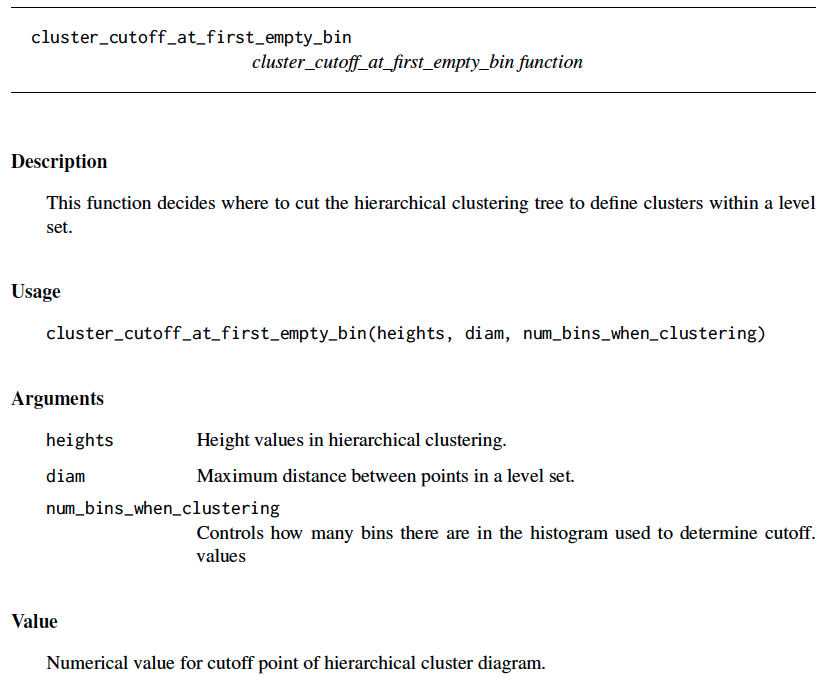 cluster_cutoff_at_first_empty_bin
cluster_cutoff_at_first_empty_bin function
Description
This function decides where to cut the hierarchical clustering tree to define clusters within a level
set.
Usage
cluster_cutoff_at_first_empty_bin(heights, diam, num_bins_when_clustering)
Arguments
heights Height values in hierarchical clustering.
diam Maximum distance between points in a level set.
num_bins_when_clustering
Controls how many bins there are in the histogram used to determine cutoff.
values
Value
Numerical value for cutoff point of hierarchical cluster diagram.